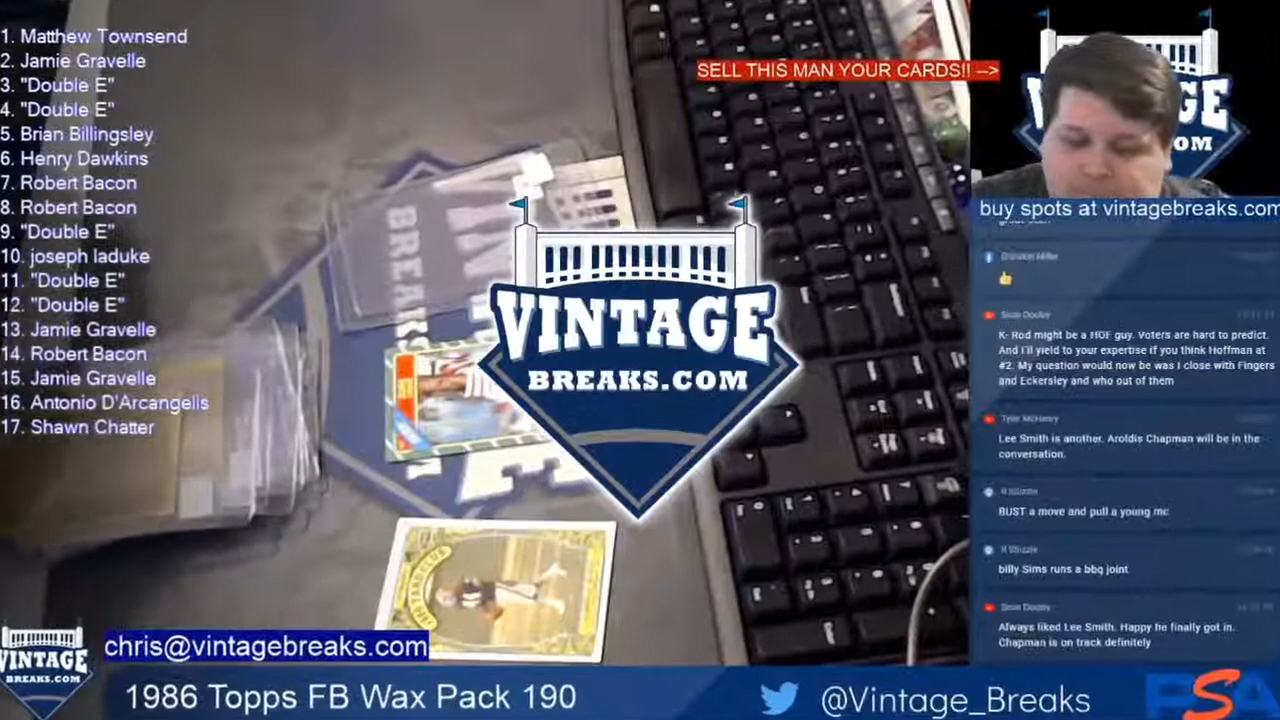 1. Matthew Townsend
2. Jamie Gravelle
3. "Double E"
4. "Double E"
5. Brian Billingsley
6. Henry Dawkins
7. Robert Bacon
8. Robert Bacon
9. "Double E"
10. joseph laduke
11. "Double E"
12. "Double E"
13. Jamie Gravelle
14. Robert Bacon
15. Jamie Gravelle
16. Antonio D'Arcangelis
17. Shawn Chatter
SELL THIS MAN YOUR CARDS!! -->
buy spots at vintagebreaks.com
K- Rod might be a HOF guy. Voters are hard to predict.
And I'll yield to your expertise if you think Hoffman at
#2. My question would now be was I close with Fingers
and Eckersley and who out of them
Tyler McHenry
Lee Smith is another. Aroldis Chapman will be in the
conversation.
BUST a move and pull a young mc
billy Sims runs a bbq joint
Always liked Lee Smith. Happy he finally got in.
Chapman is on track definitely
VINTAGE
BREAKS.COM
BREAKS
chris@vintagebreaks.com
VINTAGE
BREAKS.COM
1986 Topps FB Wax Pack 190
@Vintage_Breaks
PSA